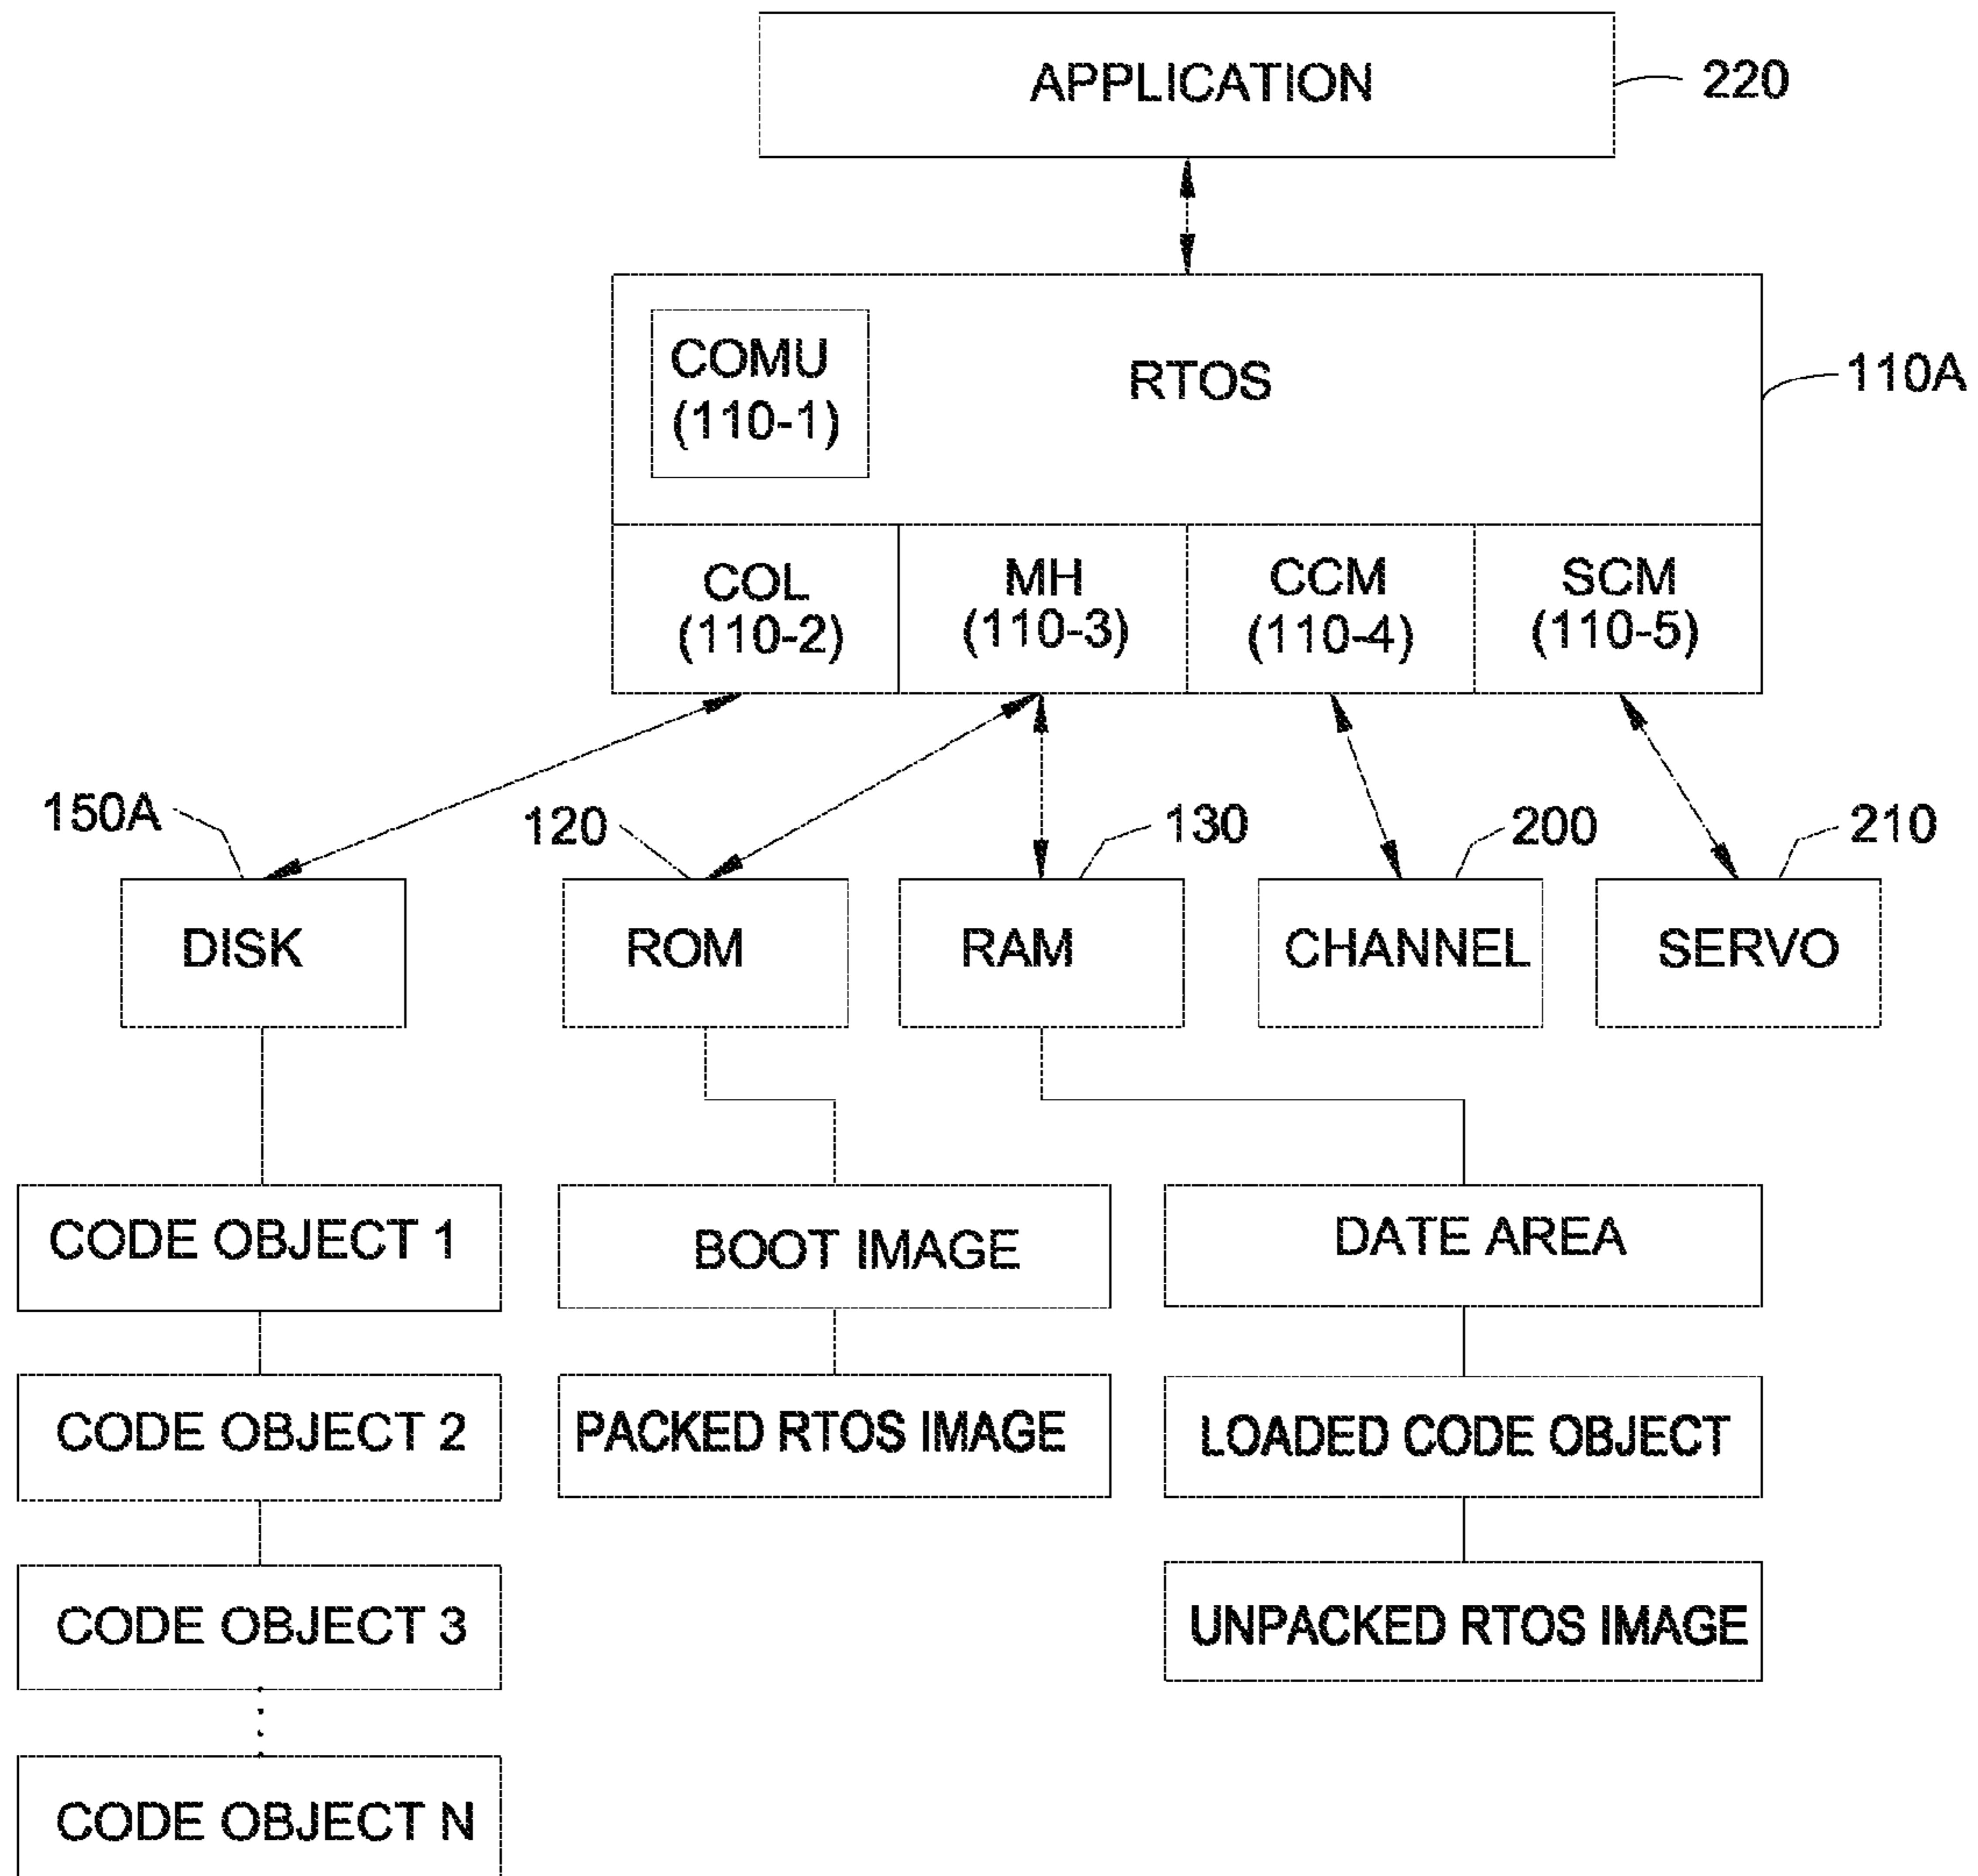 APPLICATION
220
COMU
(110-1)
RTOS
110A
COL
(110-2)
MH
(110-3)
CCM
(110-4)
SCM
(110-5)
150A
120
130
200
210
DISK
ROM
RAM
CHANNEL
SERVO
CODE OBJECT 1
BOOT IMAGE
DATE AREA
CODE OBJECT 2
PACKED RTOS IMAGE
LOADED CODE OBJECT
CODE OBJECT 3
UNPACKED RTOS IMAGE
CODE OBJECT N